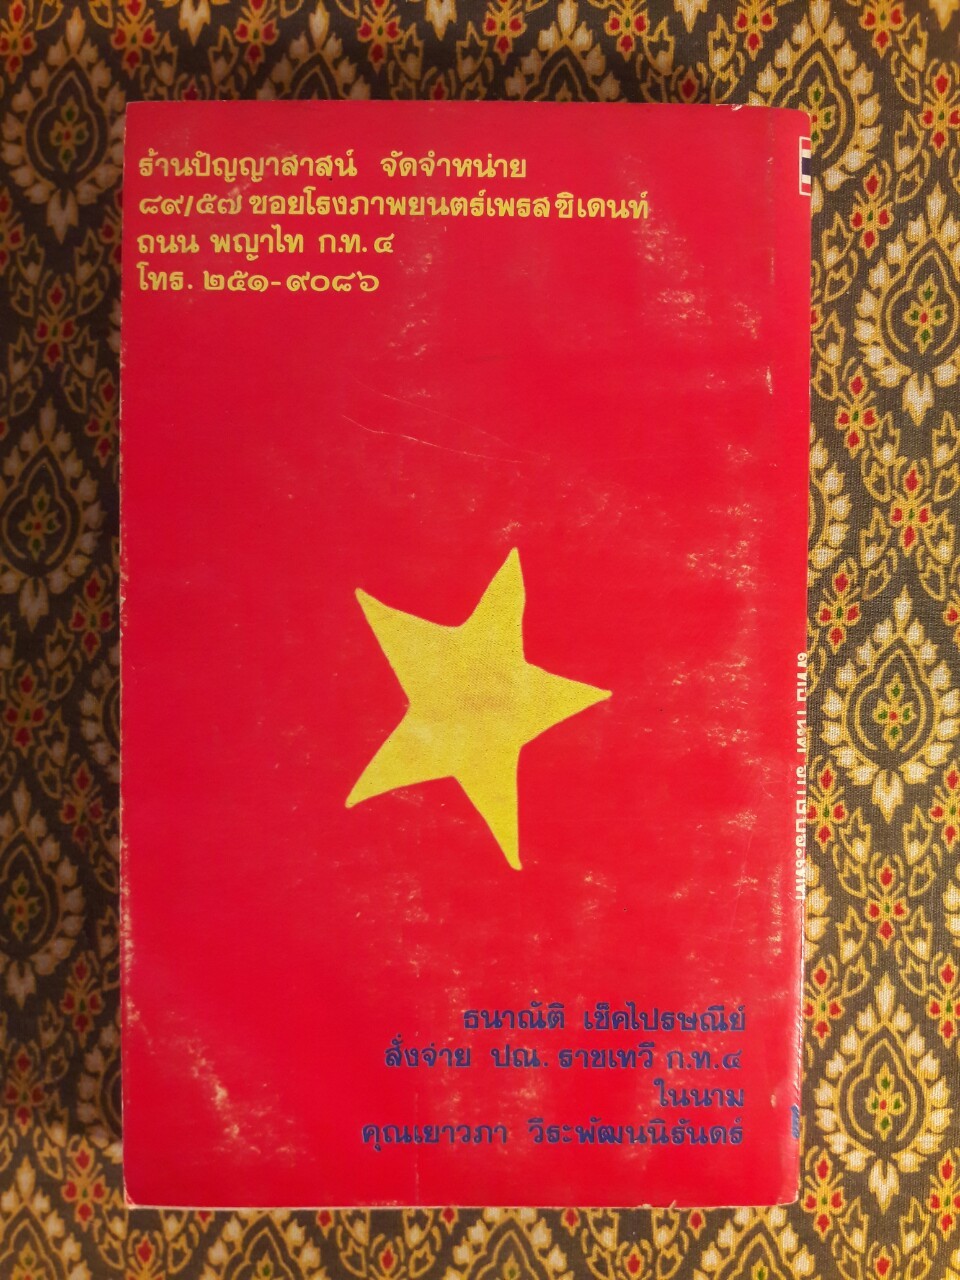 ร้านปัญญาสาสน์ จัดจำหน่าย
๘๙/๕๗ ซอยโรงภาพยนตร์เพรสซิเดนท์
ถนน พญาไท ก.ท. ๔
โทร. ๒๕๑-๙๐๘๖
ธนาณัติ เช็คไปรษณีย์
สั่งจ่าย ปณ. ราชเทวี ก.ท.๔
ในนาม
คุณเยาวภา วีระพัฒนนิรันดร์